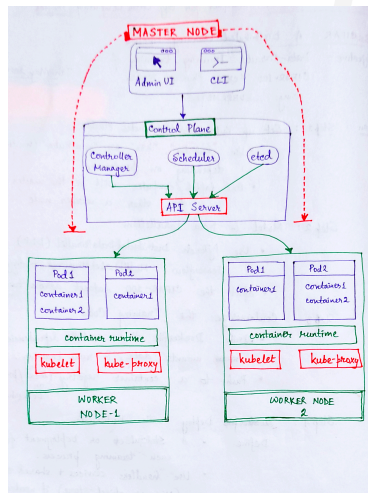 MASTER NODE
Admin UI
CLI
Control Plane
Controller
Manager
Scheduler
etcd
API Server
Pod1
Pod2
container1
container2
container1
container runtime
kubelet
kube-proxy
WORKER
NODE-1
Pod1
Pod2
container1
container1
container2
container runtime
kubelet
kube-proxy
WORKER NODE
2